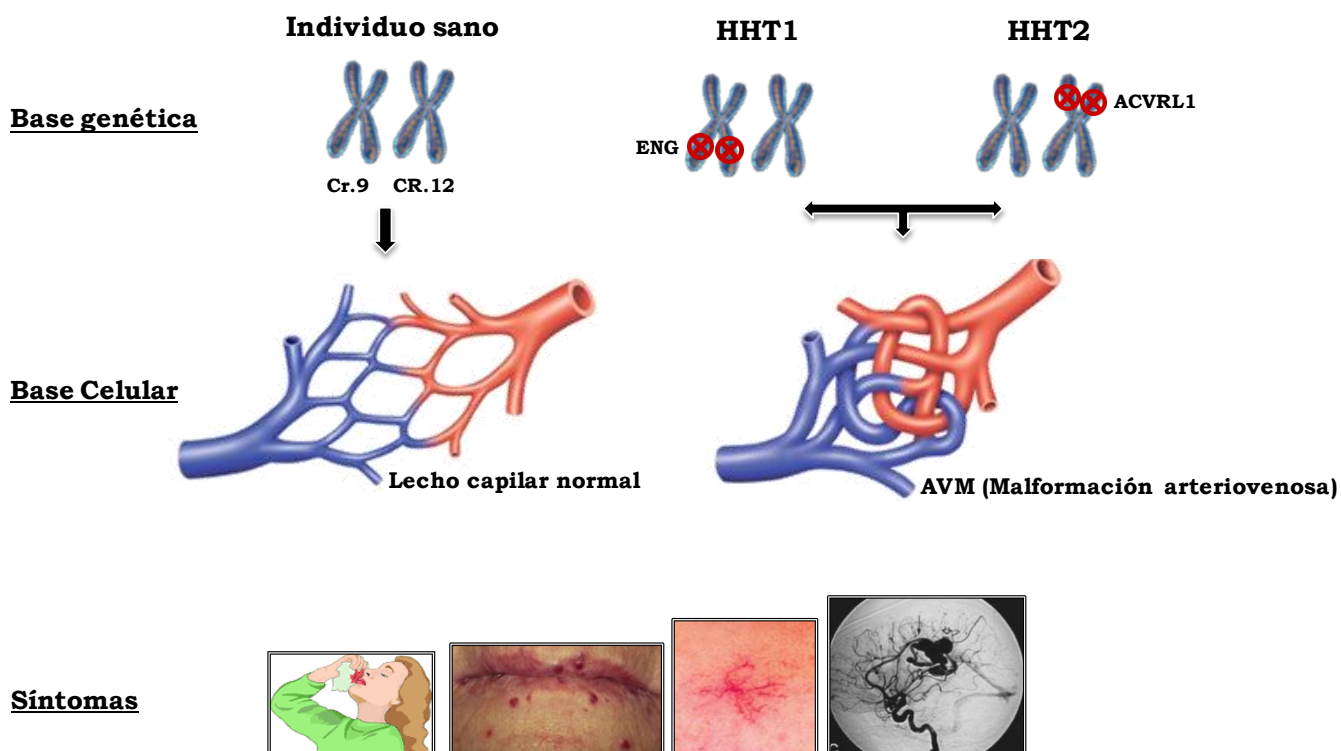 Individuo sano
HHT1
HHT2
Base genética
ACVRL1
ENG
Cr.9 CR.12
Base Celular
Lecho capilar normal
AVM (Malformación arteriovenosa)
Síntomas